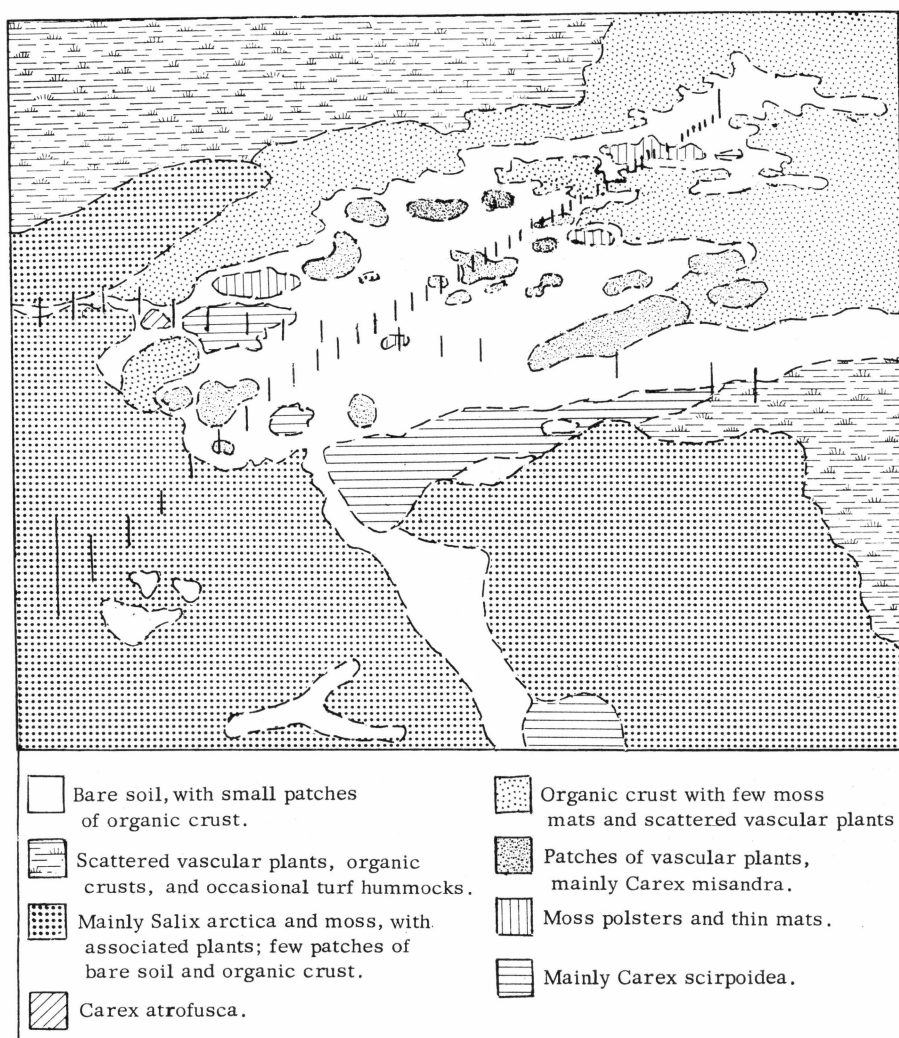 Bare soil, with small patches
of organic crust.
Scattered vascular plants, organic
crusts, and occasional turf hummocks.
Mainly Salix arctica and moss, with
associated plants; few patches of
bare soil and organic crust.
Carex atrofusca.
Organic crust with few moss
mats and scattered vascular plants
Patches of vascular plants,
mainly Carex misandra.
Moss polsters and thin mats.
Mainly Carex scirpoidea.